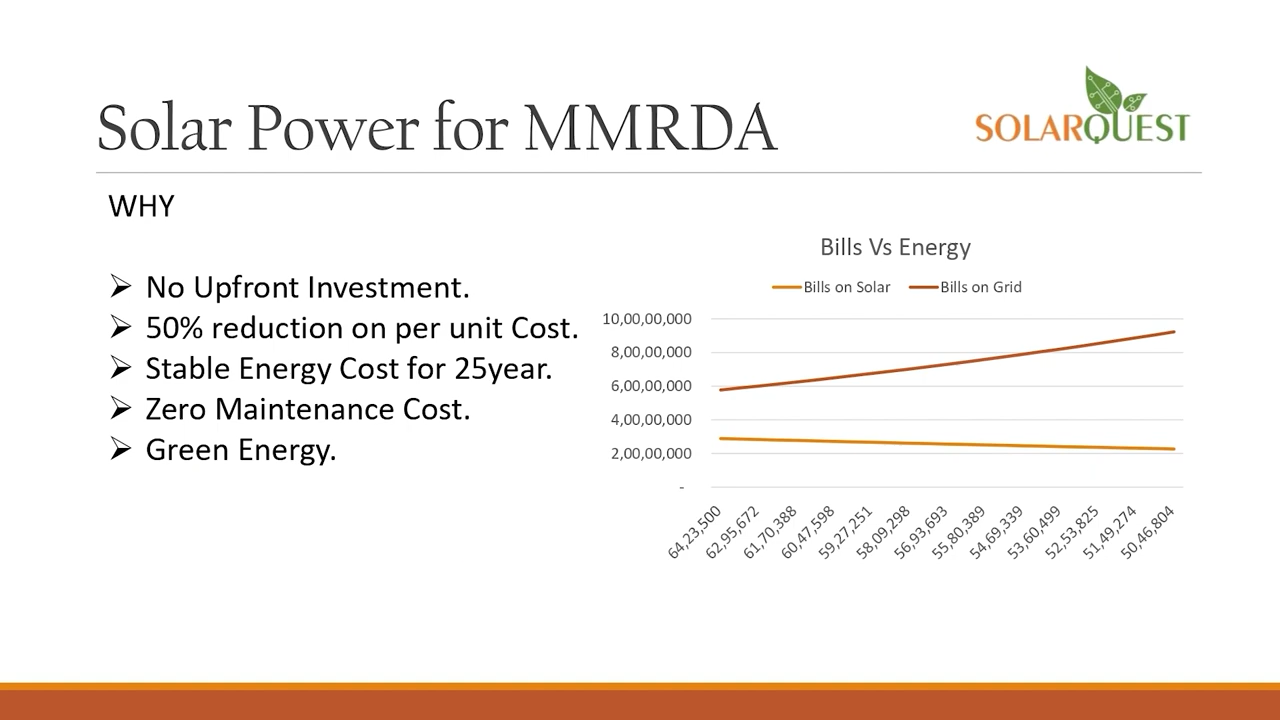 Solar Power for MMRDA
SOLARQUEST
WHY
➢ No Upfront Investment.
➢ 50% reduction on per unit Cost.
➢ Stable Energy Cost for 25year.
➢ Zero Maintenance Cost.
➢ Green Energy.
Bills Vs Energy
Bills on Solar Bills on Grid
10,00,00,000
8,00,00,000
6,00,00,000
4,00,00,000
2,00,00,000
-
64,23,500
62,95,672
61,70,388
60,47,598
59,27,251
58,09,298
56,93,693
55,80,389
54,69,339
53,60,499
52,53,825
51,49,274
50,46,804